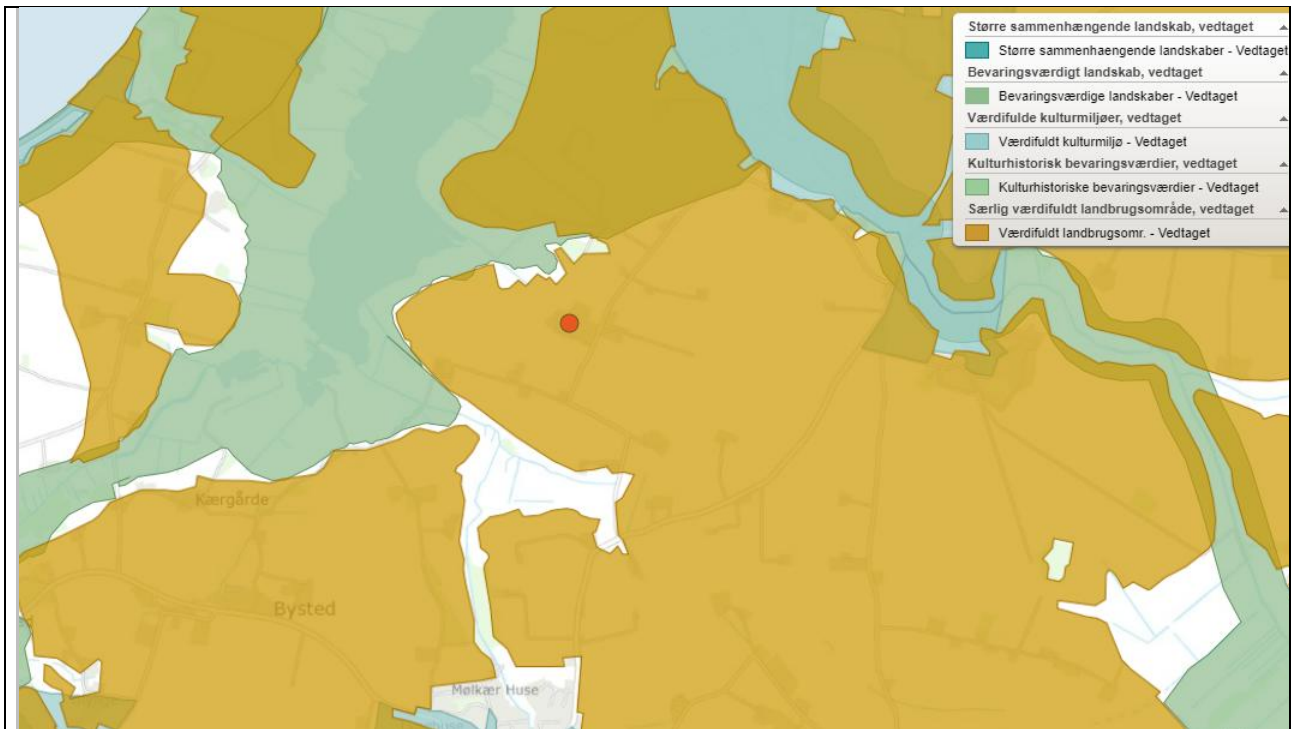 Større sammenhængende landskab, vedtaget
Større sammenhaengende landskaber - Vedtaget
Bevaringsværdigt landskab, vedtaget
Bevaringsværdige landskaber - Vedtaget
Værdifulde kulturmiljøer, vedtaget
Værdifuldt kulturmiljø - Vedtaget
Kulturhistorisk bevaringsværdier, vedtaget
Kulturhistoriske bevaringsværdier - Vedtaget
Særlig værdifuldt landbrugsområde, vedtaget
Værdifuldt landbrugsomr. - Vedtaget
Kærgårde
Bysted
Mølkær Huse